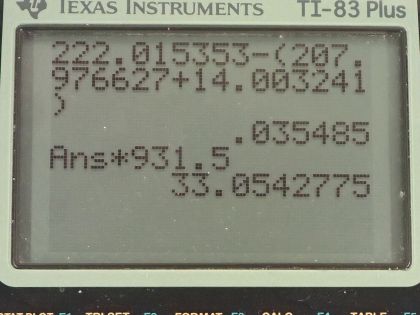 TEXAS INSTRUMENTS TI-83 Plus
222.015353-(207.
976627+14.003241
)
.035485
Ans*931.5
33.0542775